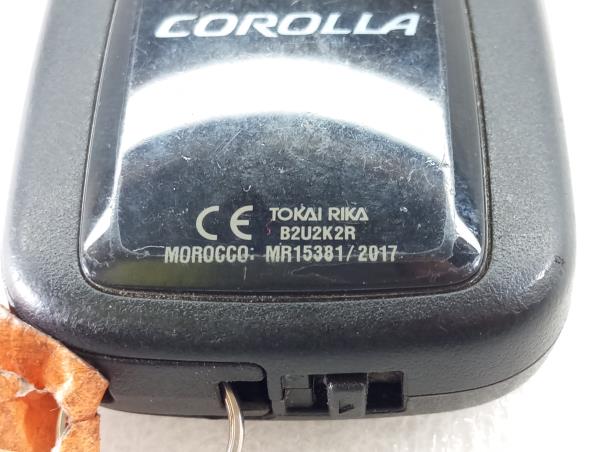 COROLLA
CE TOKAI RIKA
B2U2K2R
MOROCCO: MR15381/2017